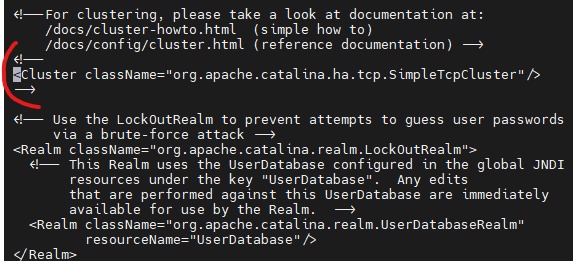 <!--For clustering, please take a look at documentation at:
/docs/cluster-howto.html  (simple how to)
/docs/config/cluster.html (reference documentation) -->
<!--
<Cluster className="org.apache.catalina.ha.tcp.SimpleTcpCluster"/>
-->
<!-- Use the LockOutRealm to prevent attempts to guess user passwords
via a brute-force attack -->
<Realm className="org.apache.catalina.realm.LockOutRealm">
<!-- This Realm uses the UserDatabase configured in the global JNDI
resources under the key "UserDatabase".  Any edits
that are performed against this UserDatabase are immediately
available for use by the Realm.  -->
<Realm className="org.apache.catalina.realm.UserDatabaseRealm"
resourceName="UserDatabase"/>
</Realm>